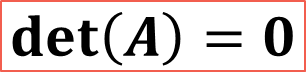 det(A) = 0